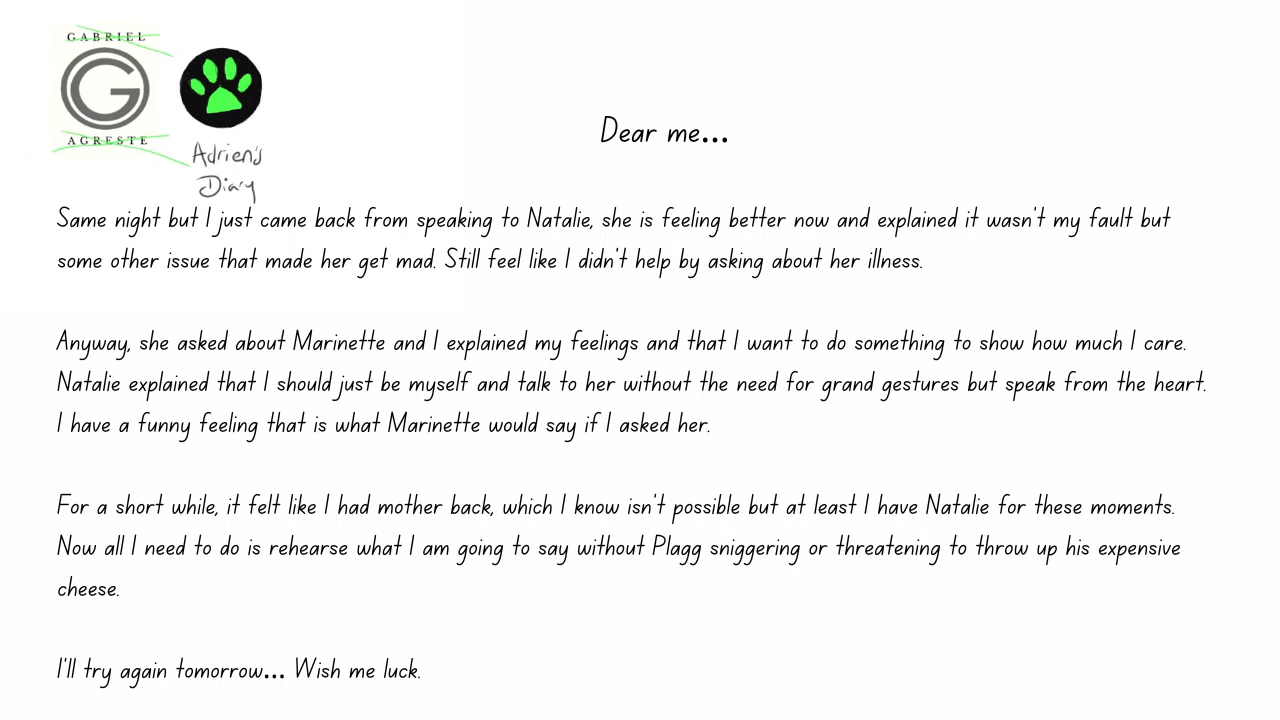 GABRIEL
AGRESTE
Adrien's
Diary
Dear me...
Same night but I just came back from speaking to Natalie, she is feeling better now and explained it wasn't my fault but
some other issue that made her get mad. Still feel like I didn't help by asking about her illness.
Anyway, she asked about Marinette and I explained my feelings and that I want to do something to show how much I care.
Natalie explained that I should just be myself and talk to her without the need for grand gestures but speak from the heart.
I have a funny feeling that is what Marinette would say if I asked her.
For a short while, it felt like I had mother back, which I know isn't possible but at least I have Natalie for these moments.
Now all I need to do is rehearse what I am going to say without Plagg sniggering or threatening to throw up his expensive
cheese.
I'll try again tomorrow... Wish me luck.